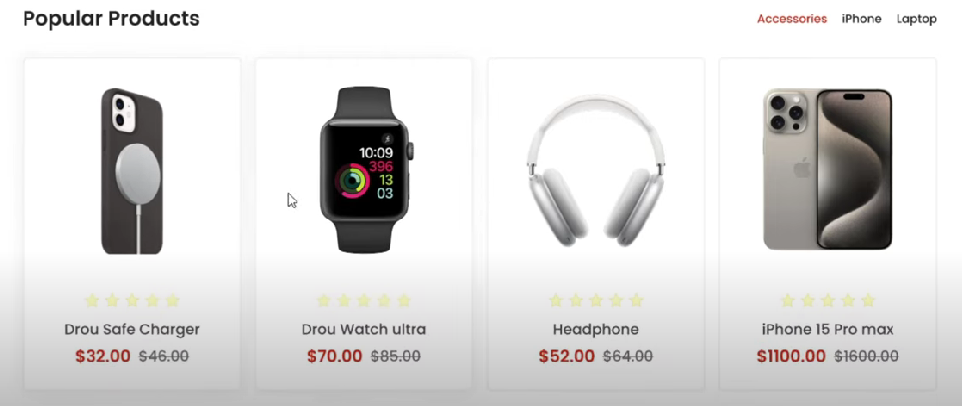 Popular Products
Accessories iPhone Laptop
10:09
396
13
03
Drou Safe Charger
$32.00 $46.00
Drou Watch ultra
$70.00 $85.00
Headphone
$52.00 $64.00
iPhone 15 Pro max
$1100.00 $1600.00